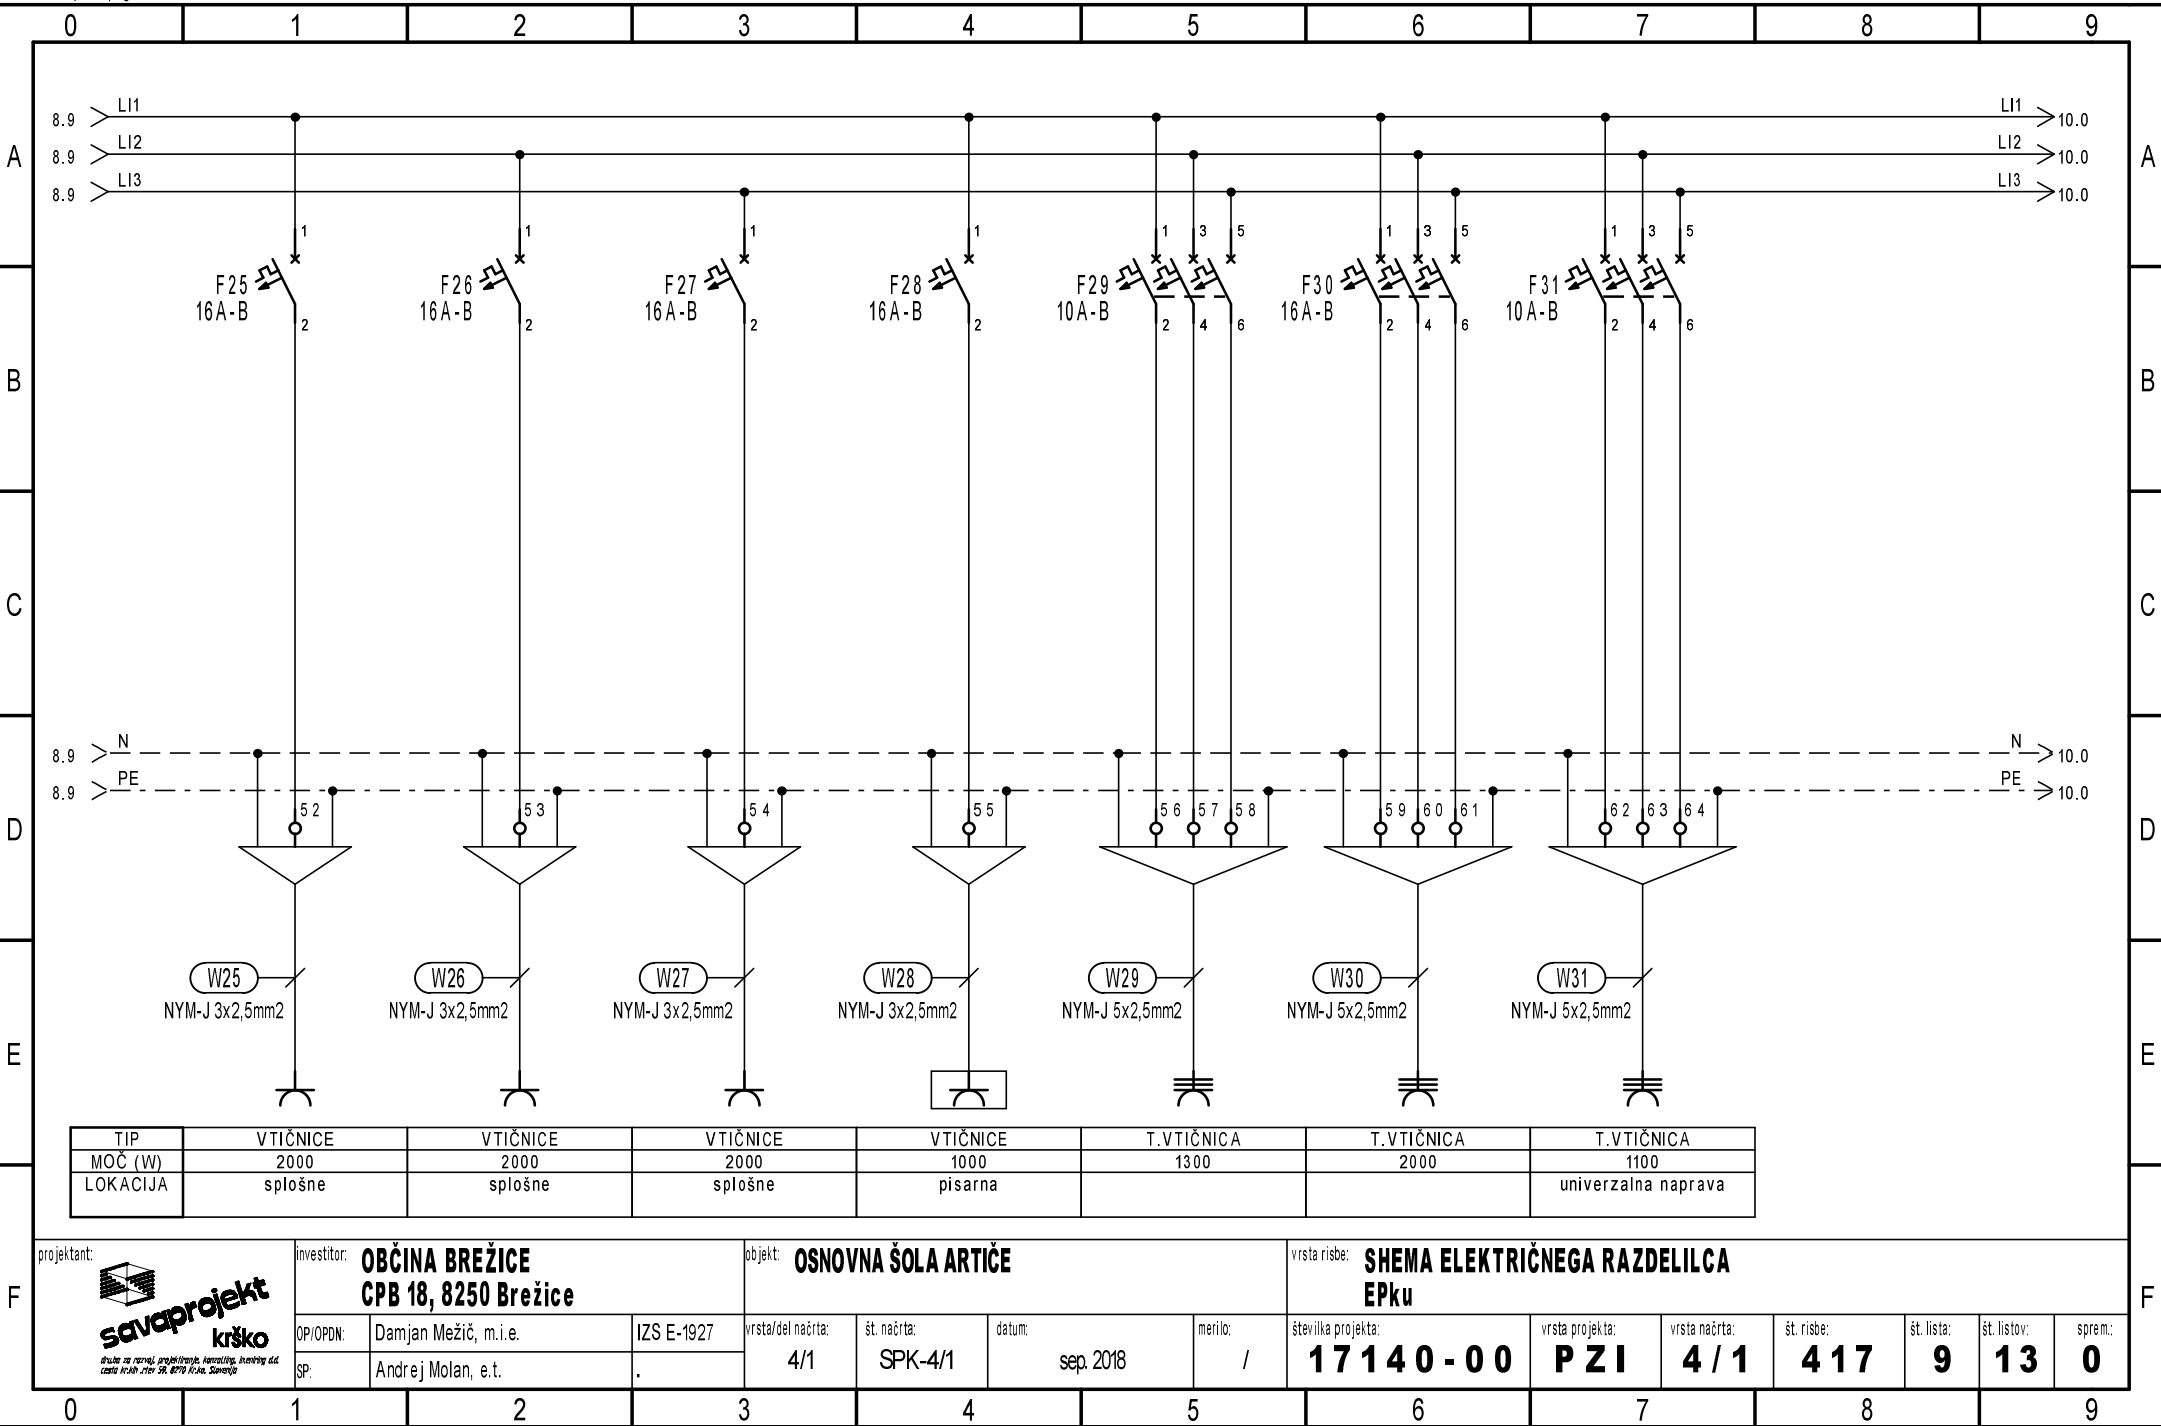 0 1 2 3 4 5 6 7 8 9
8.9 LI1 LI1 10.0
A 8.9 LI2 LI2 10.0 A
8.9 LI3 LI3 10.0
1 1 1 1 1 3 5 1 3 5 1 3 5
F25 F26 F27 F28 F29 F30 F31
16A-B 16A-B 16A-B 16A-B 10A-B 16A-B 10A-B
2 2 2 2 2 4 6 2 4 6 2 4 6
B B
C C
8.9 N N 10.0
8.9 PE PE 10.0
52 53 54 55 56 57 58 59 60 61 62 63 64
D D
W25 W26 W27 W28 W29 W30 W31
NYM-J 3x2,5mm2 NYM-J 3x2,5mm2 NYM-J 3x2,5mm2 NYM-J 3x2,5mm2 NYM-J 5x2,5mm2 NYM-J 5x2,5mm2 NYM-J 5x2,5mm2
E E
TIP VTIČNICE VTIČNICE VTIČNICE VTIČNICE T.VTIČNICA T.VTIČNICA T.VTIČNICA
MOČ (W) 2000 2000 2000 1000 1300 2000 1100
LOKACIJA splošne splošne splošne pisarna univerzalna naprava
projektant: investitor: OBČINA BREŽICE objekt: OSNOVNA ŠOLA ARTIČE vrsta risbe: SHEMA ELEKTRIČNEGA RAZDELILCA
CPB 18, 8250 Brežice EPku
F F
savaprojekt
krško
OP/OPDN: Damjan Mežič, m.i.e. IZS E-1927 vrsta/del načrta: št. načrta: datum: merilo: številka projekta: vrsta projekta: vrsta načrta: št. risbe: št. lista: št. listov: sprem.:
4/1 SPK-4/1 sep. 2018 / 17140-00 PZI 4/1 417 9 13 0
SP: Andrej Molan, e.t. .
0 1 2 3 4 5 6 7 8 9